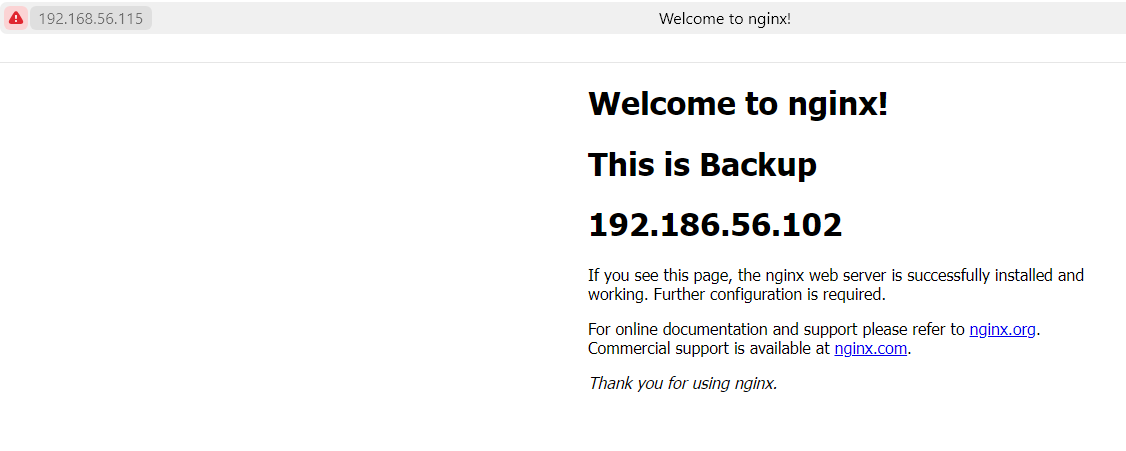 192.168.56.115
Welcome to nginx!
Welcome to nginx!
This is Backup
192.186.56.102
If you see this page, the nginx web server is successfully installed and
working. Further configuration is required.
For online documentation and support please refer to nginx.org.
Commercial support is available at nginx.com.
Thank you for using nginx.